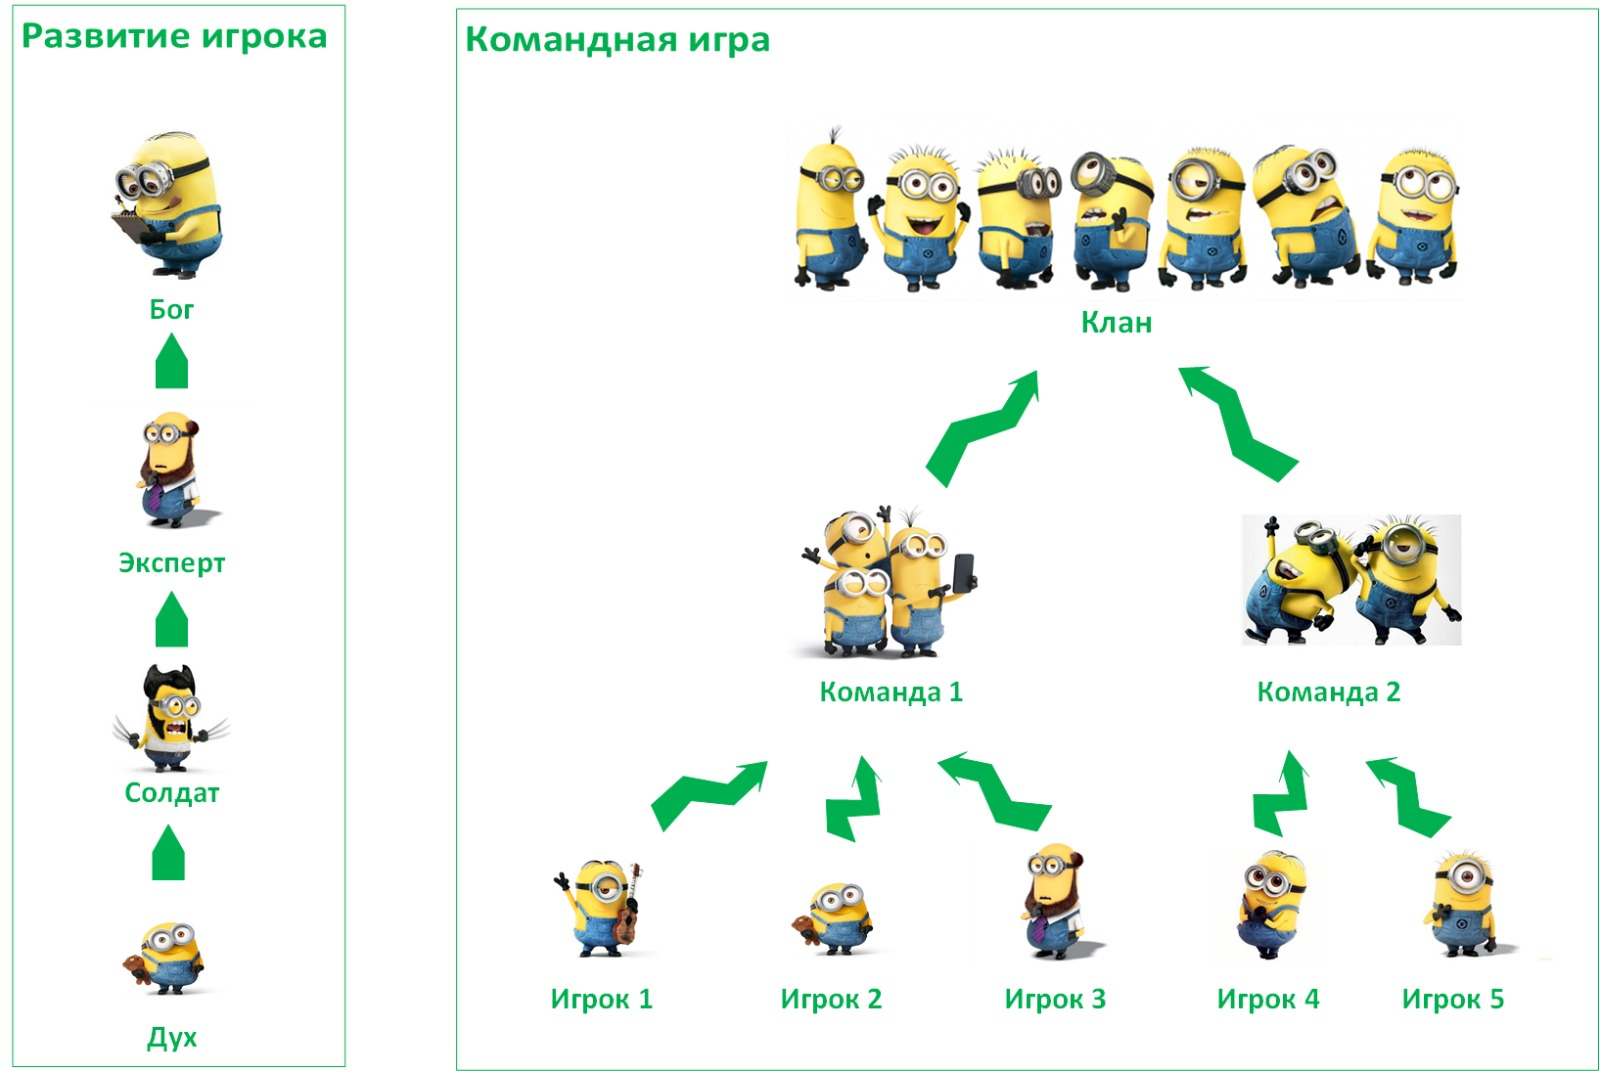 Развитие игрока
Бог
Эксперт
Солдат
Дух
Командная игра
Клан
Команда 1
Команда 2
Игрок 1
Игрок 2
Игрок 3
Игрок 4
Игрок 5